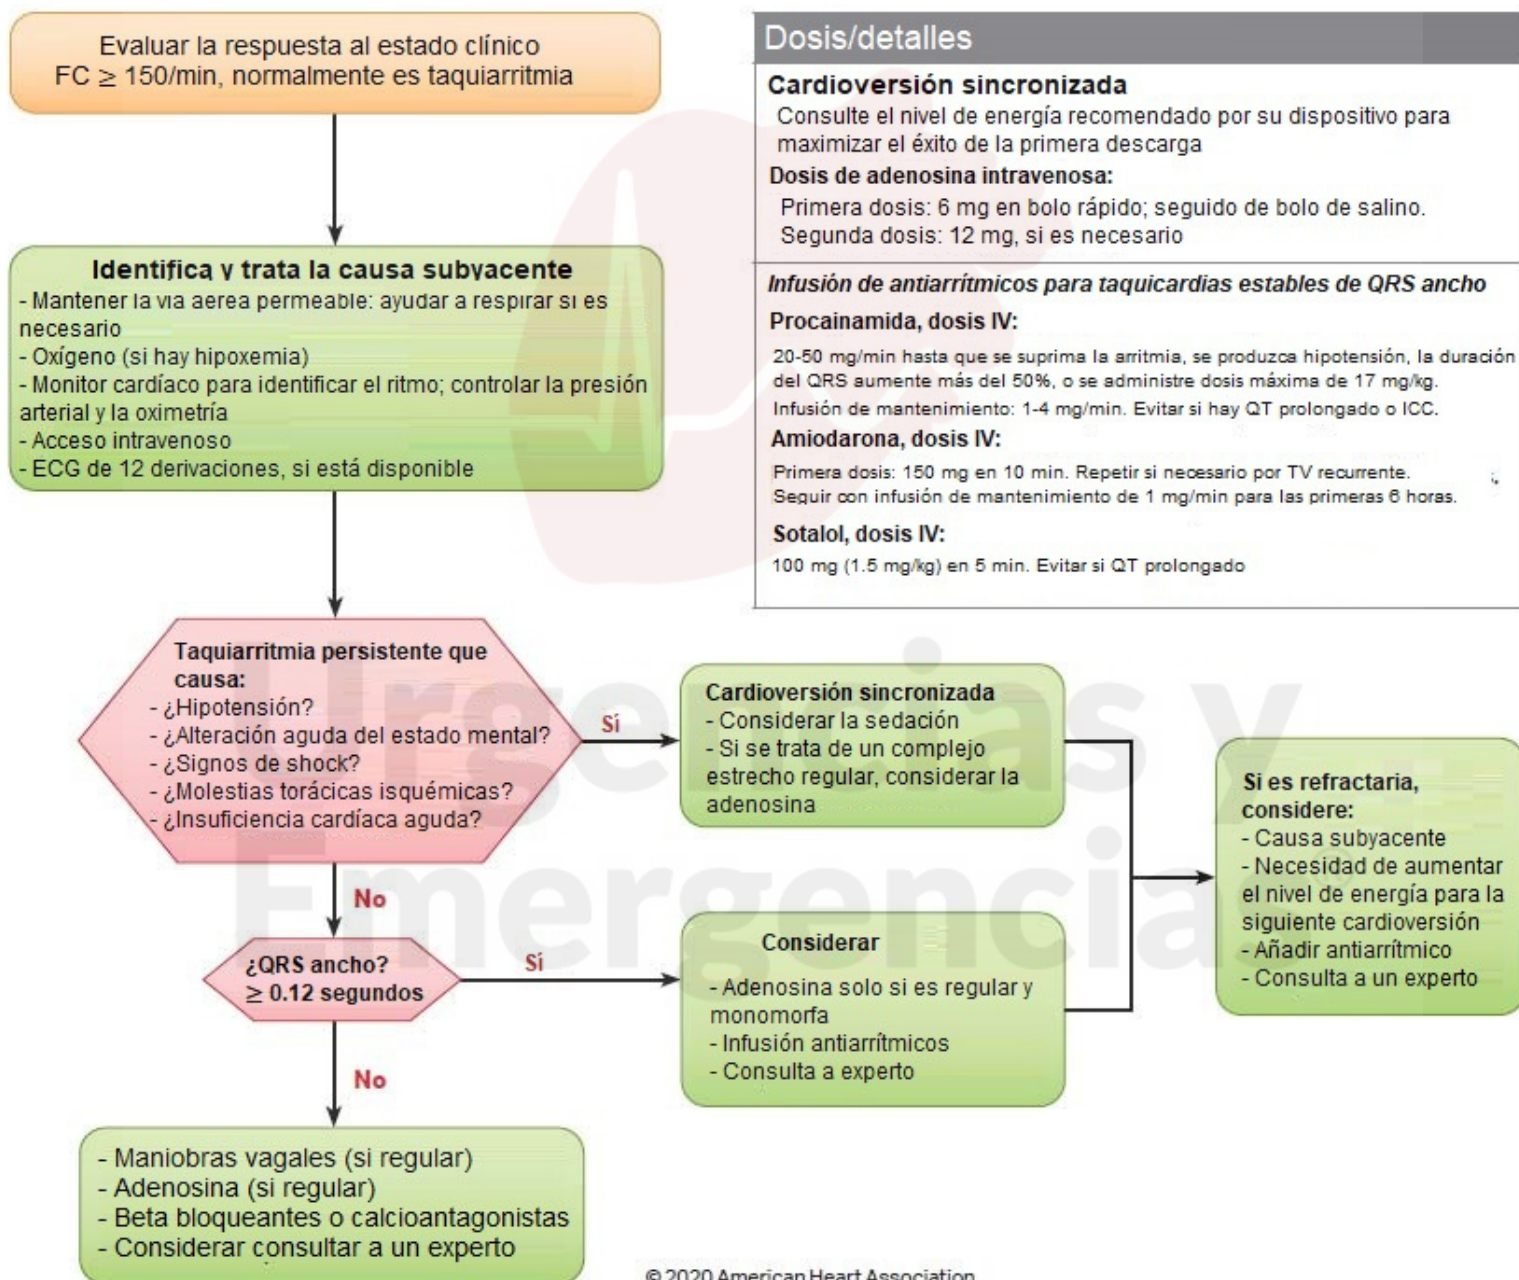 Evaluar la respuesta al estado clínico
FC ≥ 150/min, normalmente es taquiarritmia
Identifica y trata la causa subyacente
- Mantener la via aerea permeable: ayudar a respirar si es
necesario
- Oxígeno (si hay hipoxemia)
- Monitor cardíaco para identificar el ritmo; controlar la presión
arterial y la oximetría
- Acceso intravenoso
- ECG de 12 derivaciones, si está disponible
Taquiarritmia persistente que
causa:
- ¿Hipotensión?
- ¿Alteración aguda del estado mental?
- ¿Signos de shock?
- ¿Molestias torácicas isquémicas?
- ¿Insuficiencia cardíaca aguda?
Sí
Cardioversión sincronizada
- Considerar la sedación
- Si se trata de un complejo
estrecho regular, considerar la
adenosina
No
¿QRS ancho?
≥ 0.12 segundos
Sí
Considerar
- Adenosina solo si es regular y
monomorfa
- Infusión antiarrítmicos
- Consulta a experto
Si es refractaria,
considere:
- Causa subyacente
- Necesidad de aumentar
el nivel de energía para la
siguiente cardioversión
- Añadir antiarrítmico
- Consulta a un experto
No
- Maniobras vagales (si regular)
- Adenosina (si regular)
- Beta bloqueantes o calcioantagonistas
- Considerar consultar a un experto
Dosis/detalles
Cardioversión sincronizada
Consulte el nivel de energía recomendado por su dispositivo para
maximizar el éxito de la primera descarga
Dosis de adenosina intravenosa:
Primera dosis: 6 mg en bolo rápido; seguido de bolo de salino.
Segunda dosis: 12 mg, si es necesario
Infusión de antiarrítmicos para taquicardias estables de QRS ancho
Procainamida, dosis IV:
20-50 mg/min hasta que se suprima la arritmia, se produzca hipotensión, la duración
del QRS aumente más del 50%, o se administre dosis máxima de 17 mg/kg.
Infusión de mantenimiento: 1-4 mg/min. Evitar si hay QT prolongado o ICC.
Amiodarona, dosis IV:
Primera dosis: 150 mg en 10 min. Repetir si necesario por TV recurrente.
Seguir con infusión de mantenimiento de 1 mg/min para las primeras 6 horas.
Sotalol, dosis IV:
100 mg (1.5 mg/kg) en 5 min. Evitar si QT prolongado
Urgencias y
Emergencias
®
© 2020 American Heart Association